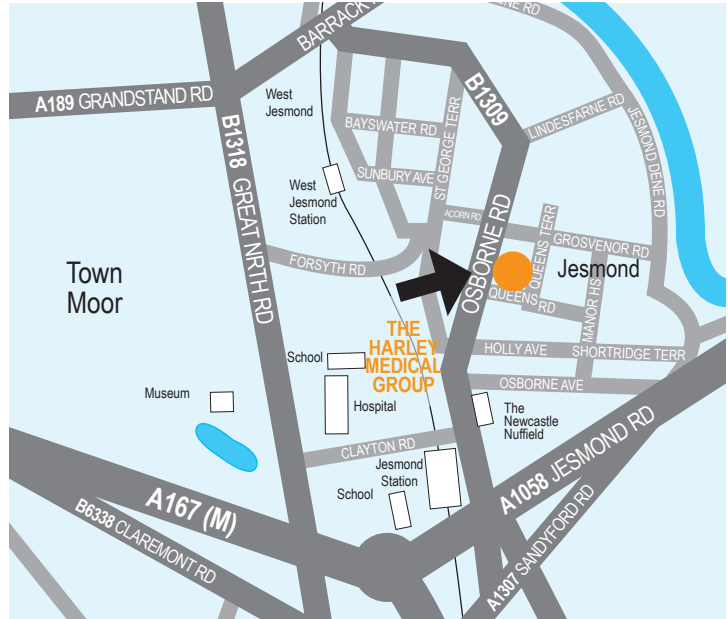 BARRACK
ENE RD
A189 GRANDSTAND RD
B1318 GREAT NRTH RD
West
Jesmond
BAYSWATER RD
SUNBURY AVE
ST GEORGE TERR
B1309
LINDESFARNE RD
JESMOND DENE RD
West
Jesmond
Station
ACORN RD
OSBORNE RD
QUEENS TERR
GROSVENOR RD
FORSYTH RD
Town
Moor
Jesmond
QUEENS RD
MANOR HS
THE
HARLEY
MEDICAL
GROUP
HOLLY AVE
SHORTRIDGE TERR
School
OSBORNE AVE
Museum
Hospital
The
Newcastle
Nuffield
CLAYTON RD
Jesmond
Station
School
A167 (M)
A1058 JESMOND RD
B6338 CLAREMONT RD
A1307 SANDYFORD RD